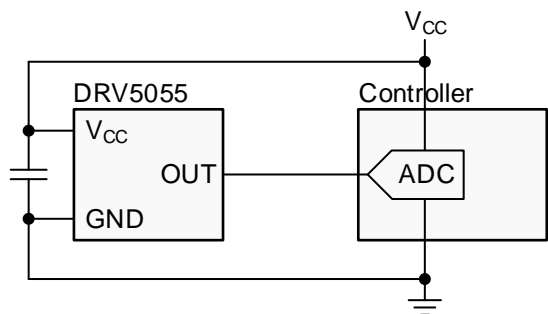 VCC
DRV5055
Controller
VCC
OUT
ADC
GND